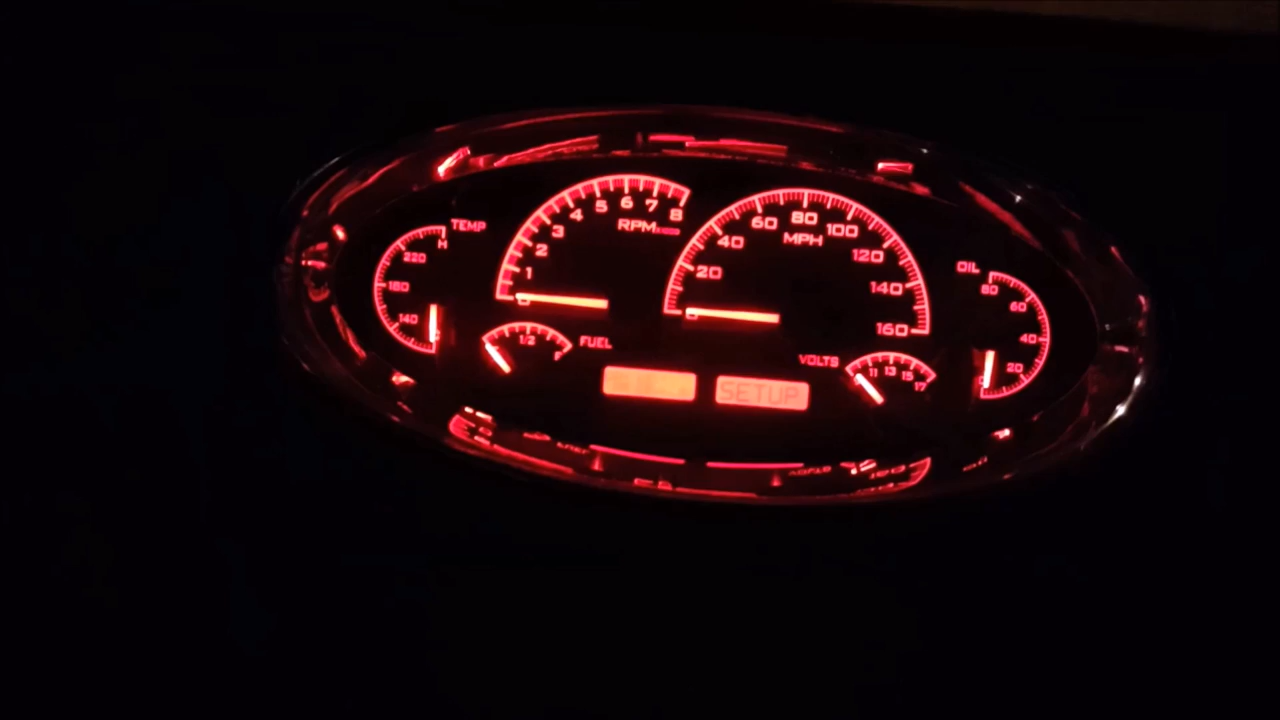 TEMP
H
220
180
140
0 1 2 3 4 5 6 7 8
RPM
0 20 40 60 80 100 120 140 160
MPH
OIL
80
60
40
20
1/2
FUEL
VOLTS
11 13 15 17
SETUP